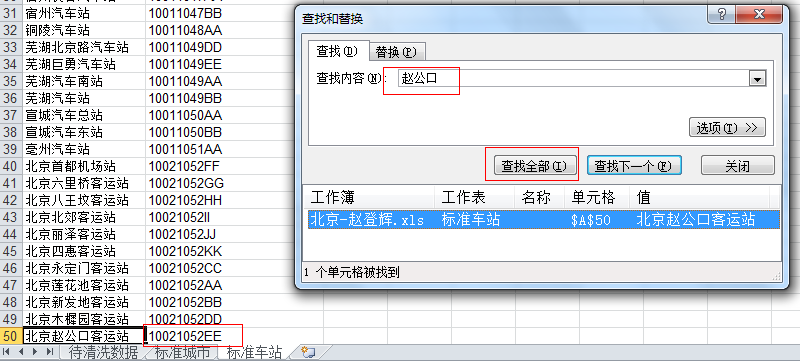 31 宿州汽车站 10011047BB
32 铜陵汽车站 10011048AA
33 芜湖北京路汽车站 10011049DD
34 芜湖巨勇汽车车站 10011049EE
35 芜湖汽车南站 10011049AA
36 芜湖汽车站 10011049BB
37 宣城汽车总站 10011050AA
38 宣城汽车东站 10011050BB
39 亳州汽车站 10011051AA
40 北京首都机场站 10021052FF
41 北京六里桥客运站 10021052GG
42 北京八王坟客运站 10021052HH
43 北京北郊客运站 10021052II
44 北京丽泽客运站 10021052JJ
45 北京四惠客运站 10021052KK
46 北京永定门客运站 10021052CC
47 北京莲花池客运站 10021052AA
48 北京新发地客运站 10021052BB
49 北京木樨园客运站 10021052DD
50 北京赵公口客运站 10021052EE
待清洗数据 标准城市 标准车站
查找和替换
查找(D) 替换(P)
查找内容(N): 赵公口
选项(T) >>
查找全部(I) 查找下一个(F) 关闭
工作簿 工作表 名称 单元格 值
北京-赵登辉.xls 标准车站 $A$50 北京赵公口客运站
1 个单元格被找到